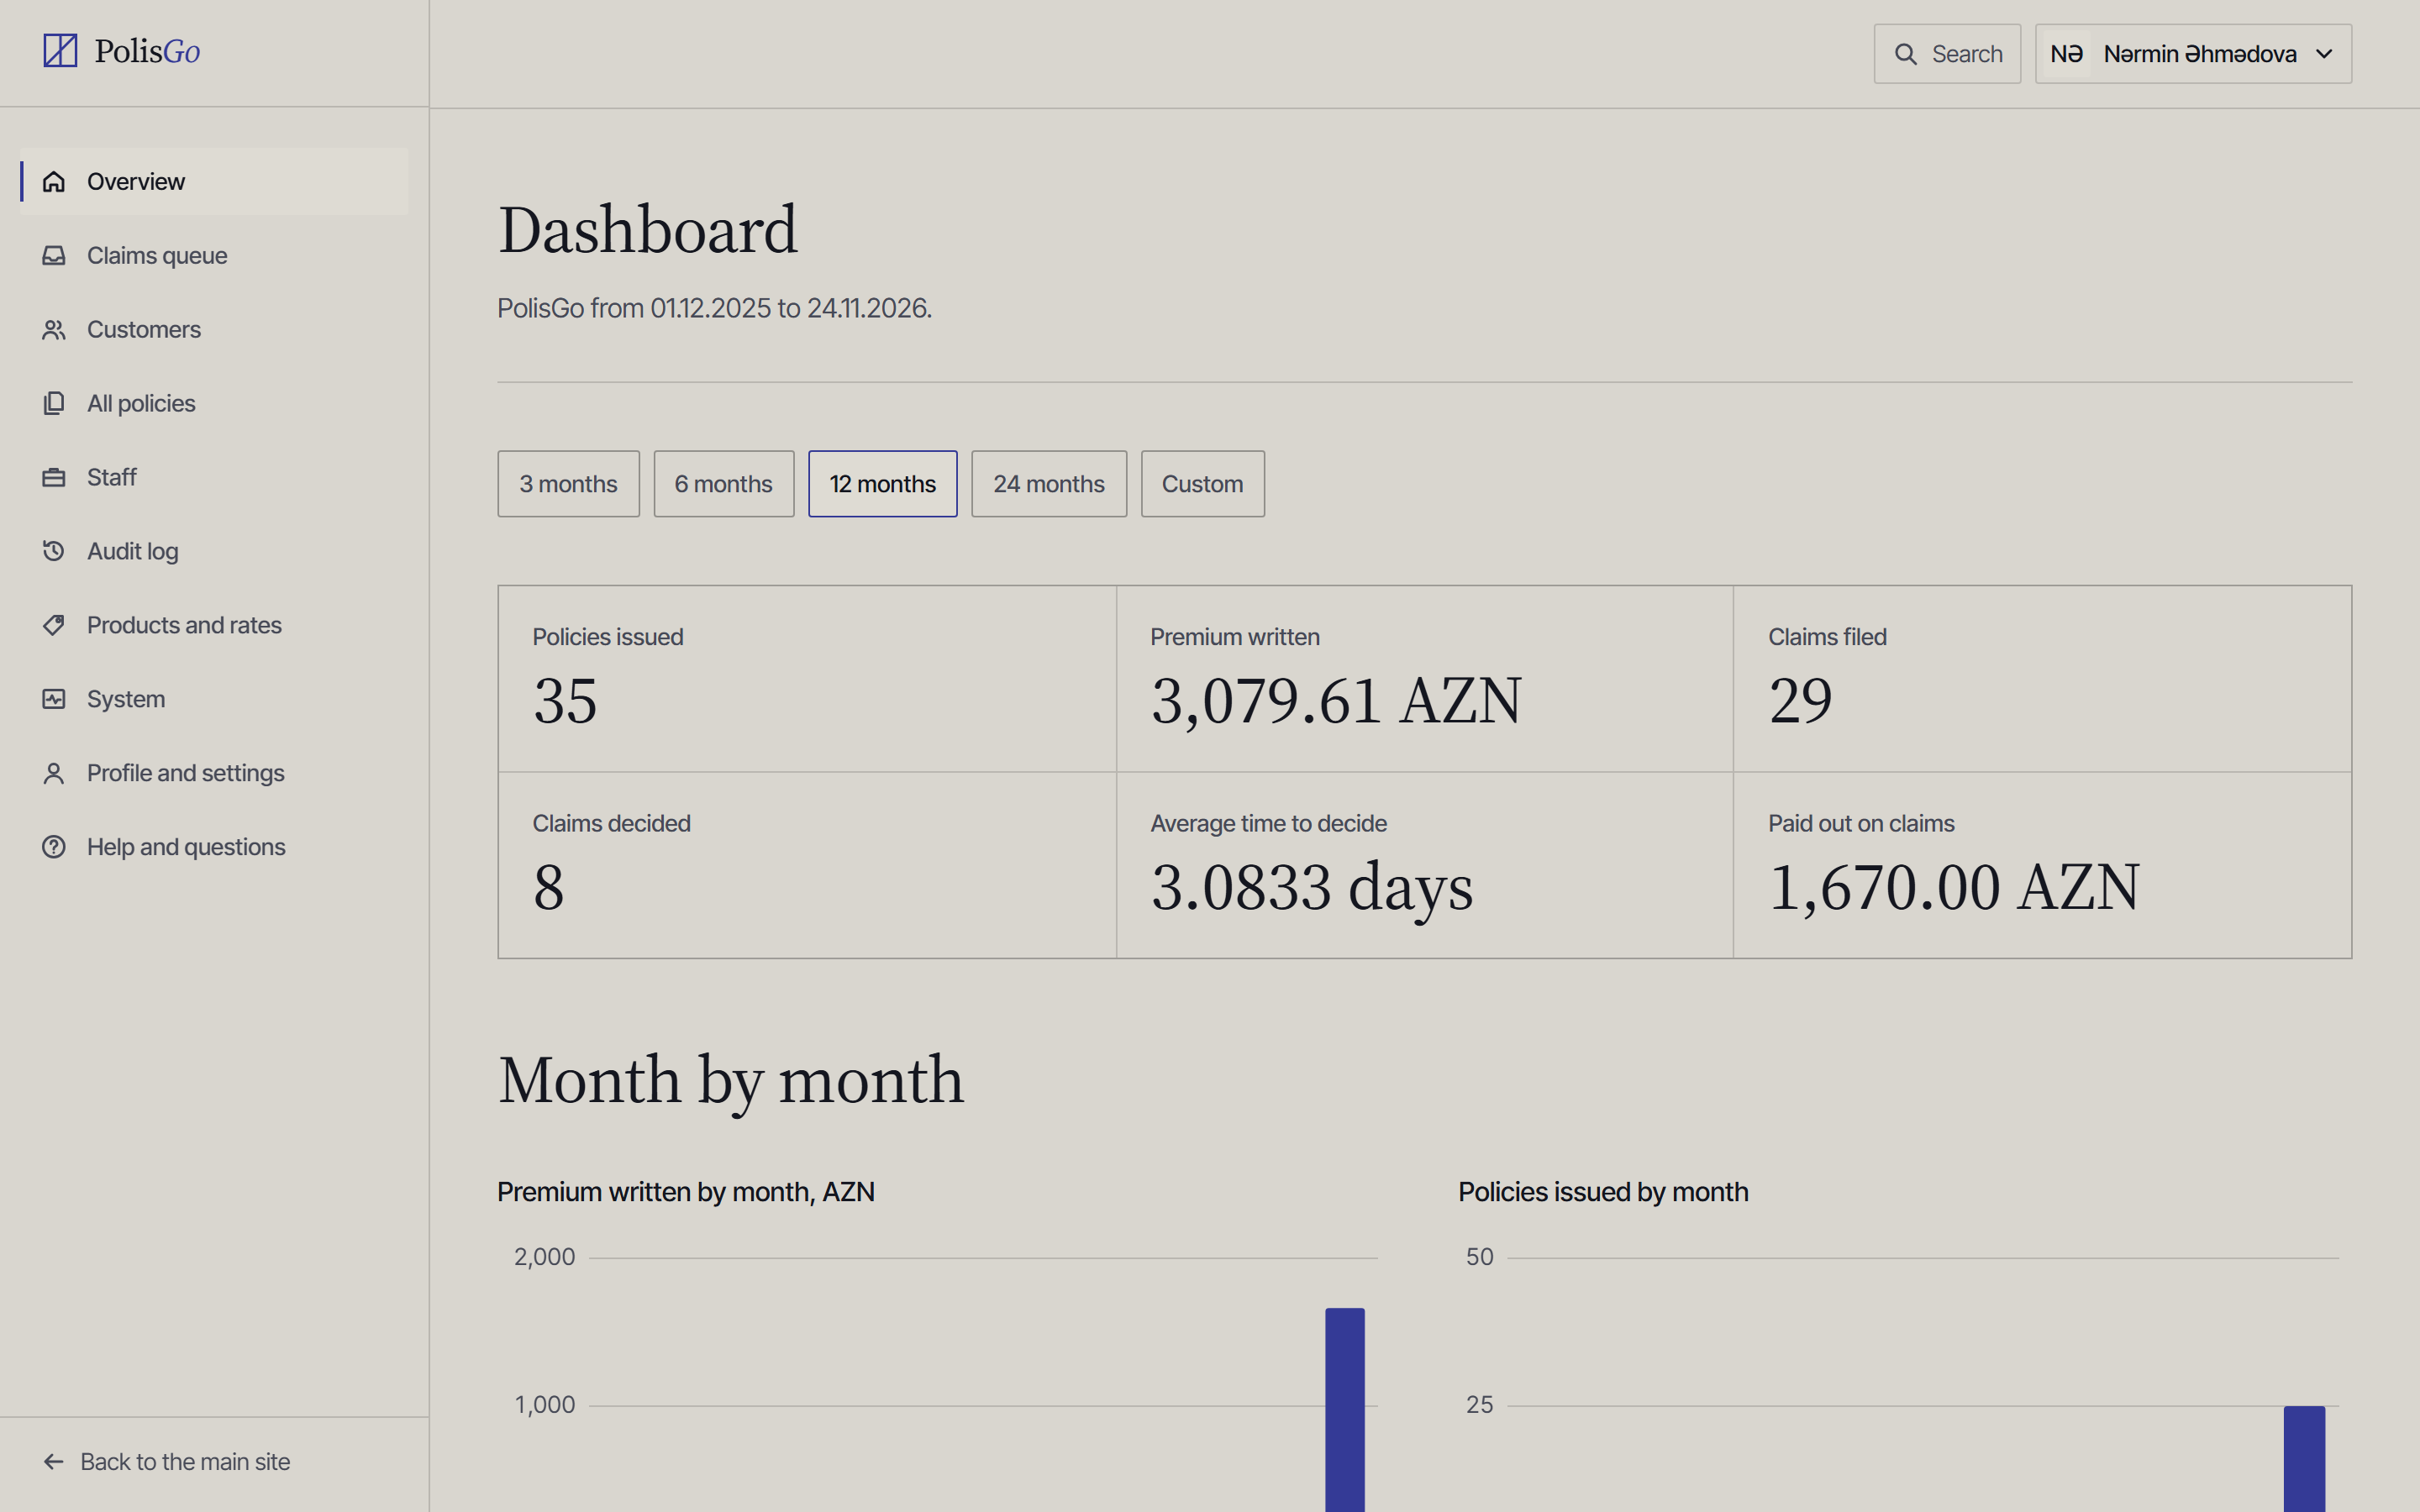 PolisGo
Search
NƏ
Nərmin Əhmədova
Overview
Claims queue
Customers
All policies
Staff
Audit log
Products and rates
System
Profile and settings
Help and questions
Back to the main site
Dashboard
PolisGo from 01.12.2025 to 24.11.2026.
3 months
6 months
12 months
24 months
Custom
Policies issued
35
Premium written
3,079.61 AZN
Claims filed
29
Claims decided
8
Average time to decide
3.0833 days
Paid out on claims
1,670.00 AZN
Month by month
Premium written by month, AZN
2,000
1,000
Policies issued by month
50
25